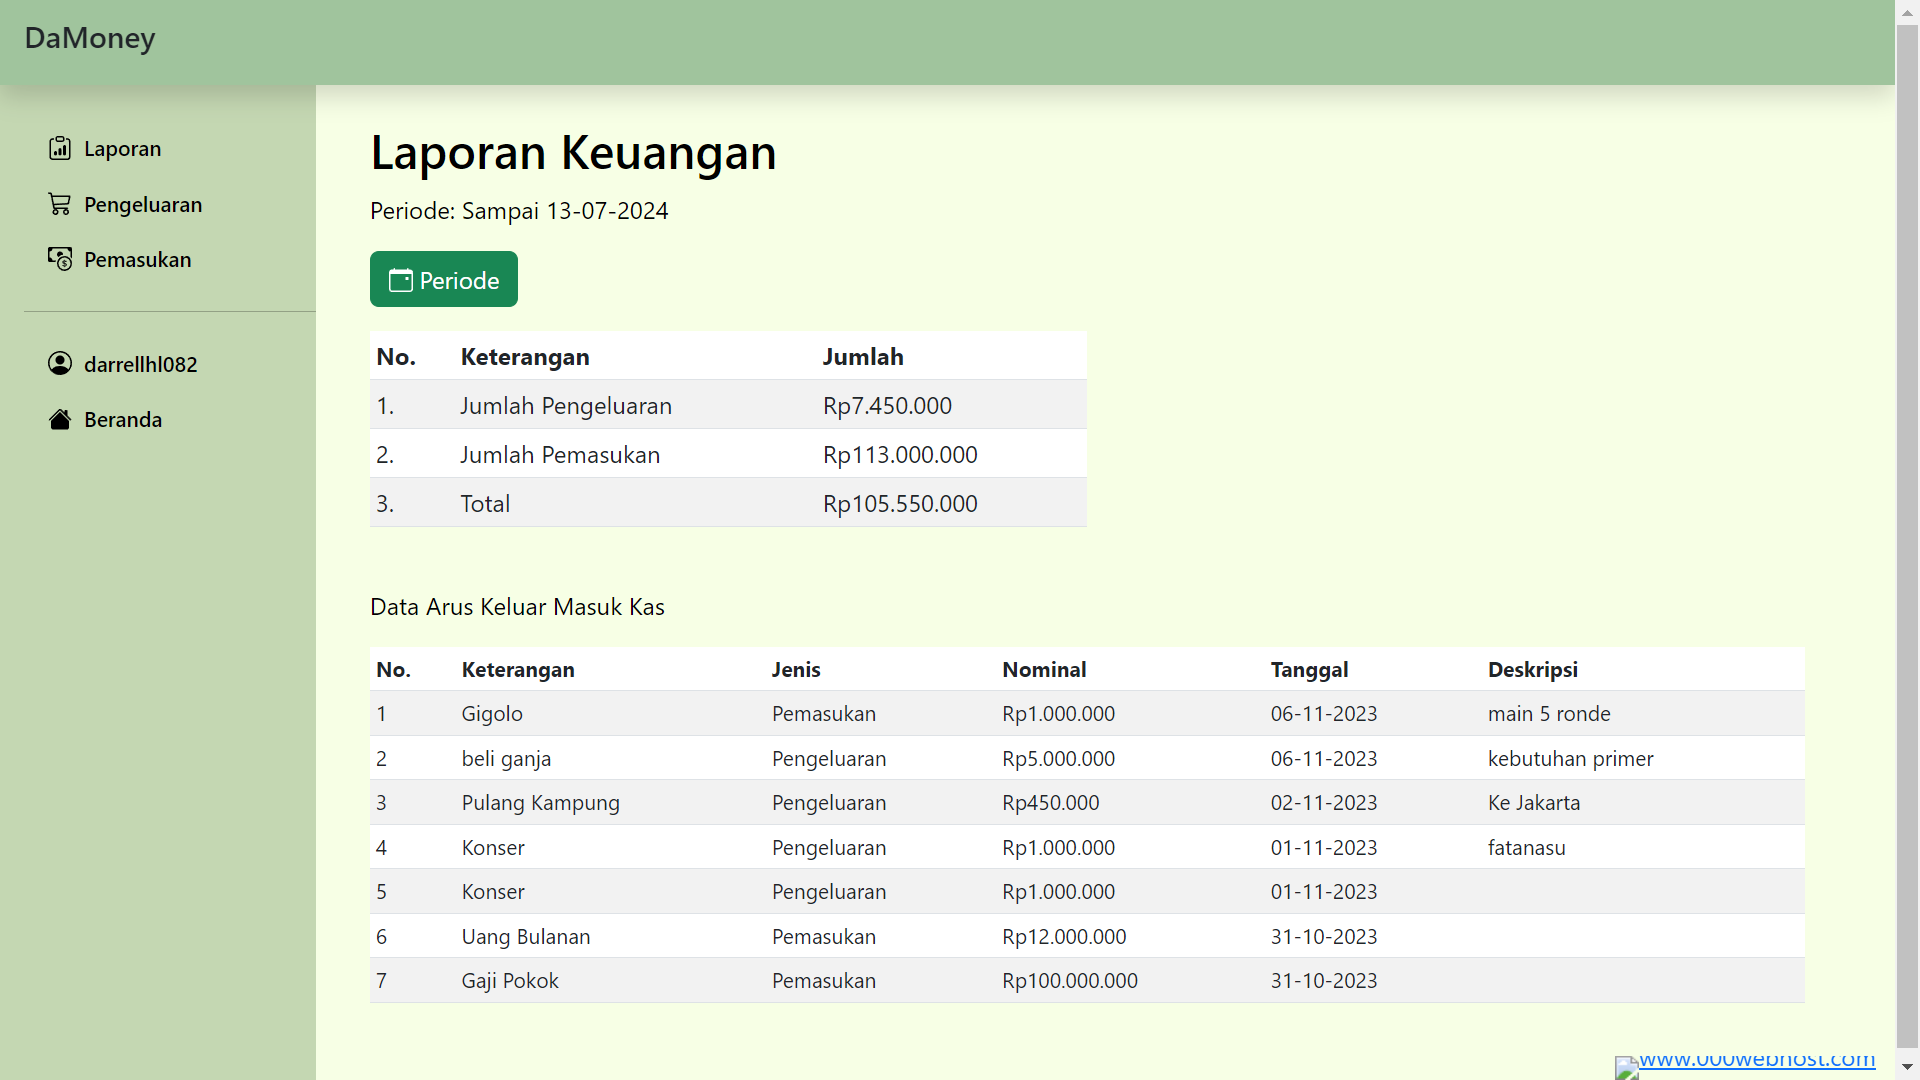 DaMoney
Laporan
Pengeluaran
Pemasukan
darrellhl082
Beranda
Laporan Keuangan
Periode: Sampai 13-07-2024
Periode
No. Keterangan Jumlah
1. Jumlah Pengeluaran Rp7.450.000
2. Jumlah Pemasukan Rp113.000.000
3. Total Rp105.550.000
Data Arus Keluar Masuk Kas
No. Keterangan Jenis Nominal Tanggal Deskripsi
1 Gigolo Pemasukan Rp1.000.000 06-11-2023 main 5 ronde
2 beli ganja Pengeluaran Rp5.000.000 06-11-2023 kebutuhan primer
3 Pulang Kampung Pengeluaran Rp450.000 02-11-2023 Ke Jakarta
4 Konser Pengeluaran Rp1.000.000 01-11-2023 fatanasu
5 Konser Pengeluaran Rp1.000.000 01-11-2023
6 Uang Bulanan Pemasukan Rp12.000.000 31-10-2023
7 Gaji Pokok Pemasukan Rp100.000.000 31-10-2023
www.000webhost.com